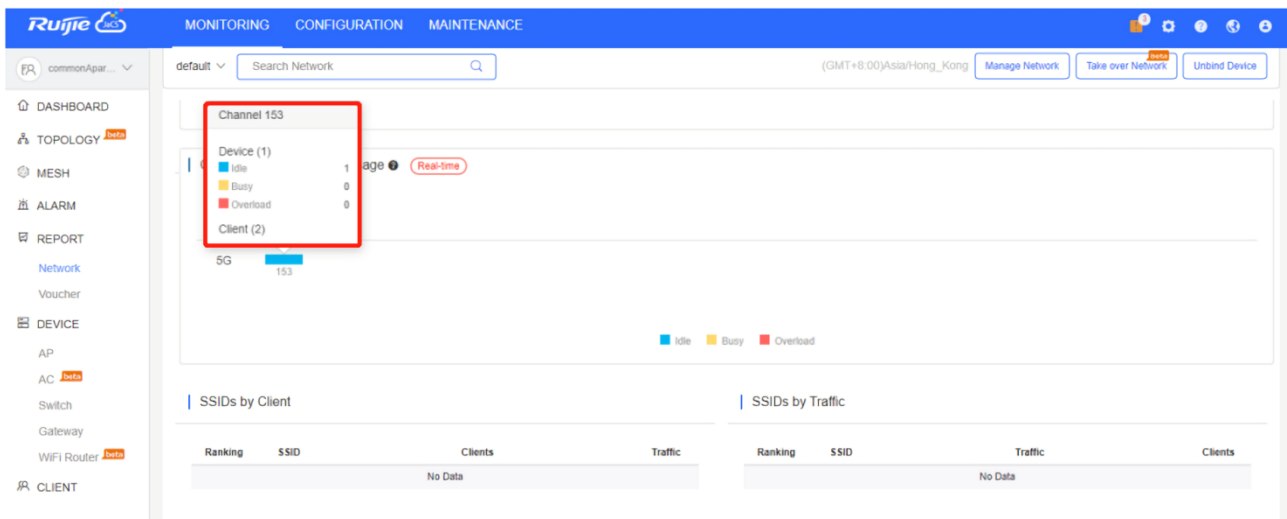 Ruijie JaCS MONITORING CONFIGURATION MAINTENANCE 3
commonApar... default Search Network (GMT+8:00)Asia/Hong_Kong Manage Network Take over Network beta Unbind Device
DASHBOARD
TOPOLOGY beta
MESH
ALARM
REPORT
Network
Voucher
DEVICE
AP
AC beta
Switch
Gateway
WiFi Router beta
CLIENT
Channel 153
Device (1)
Idle 1
Busy 0
Overload 0
Client (2)
age Real-time
5G
153
Idle Busy Overload
SSIDs by Client
Ranking SSID Clients Traffic
No Data
SSIDs by Traffic
Ranking SSID Traffic Clients
No Data